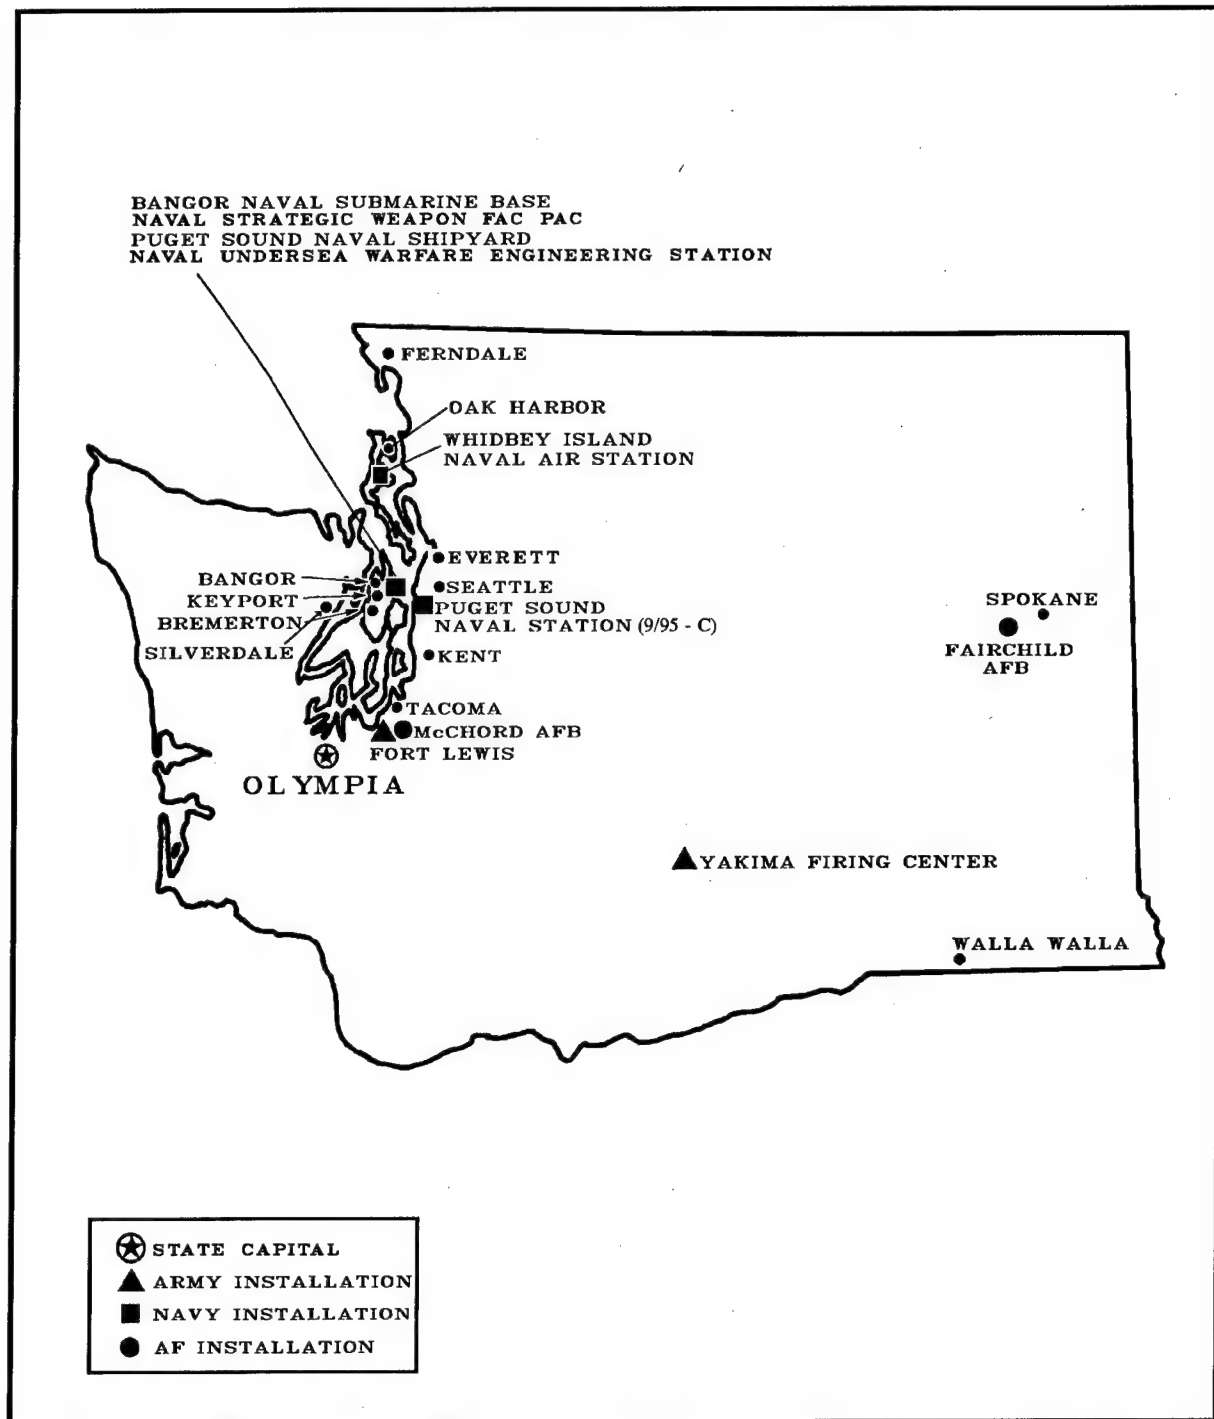 BANGOR NAVAL SUBMARINE BASE
NAVAL STRATEGIC WEAPON FAC PAC
PUGET SOUND NAVAL SHIPYARD
NAVAL UNDERSEA WARFARE ENGINEERING STATION
FERNDALE
OAK HARBOR
WHIDBEY ISLAND
NAVAL AIR STATION
EVERETT
BANGOR
SEATTLE
KEYPORT
PUGET SOUND
NAVAL STATION (9/95 - C)
BREMERTON
SILVERDALE
KENT
SPOKANE
FAIRCHILD
AFB
TACOMA
McCHORD AFB
FORT LEWIS
OLYMPIA
YAKIMA FIRING CENTER
WALLA WALLA
STATE CAPITAL
ARMY INSTALLATION
NAVY INSTALLATION
AF INSTALLATION